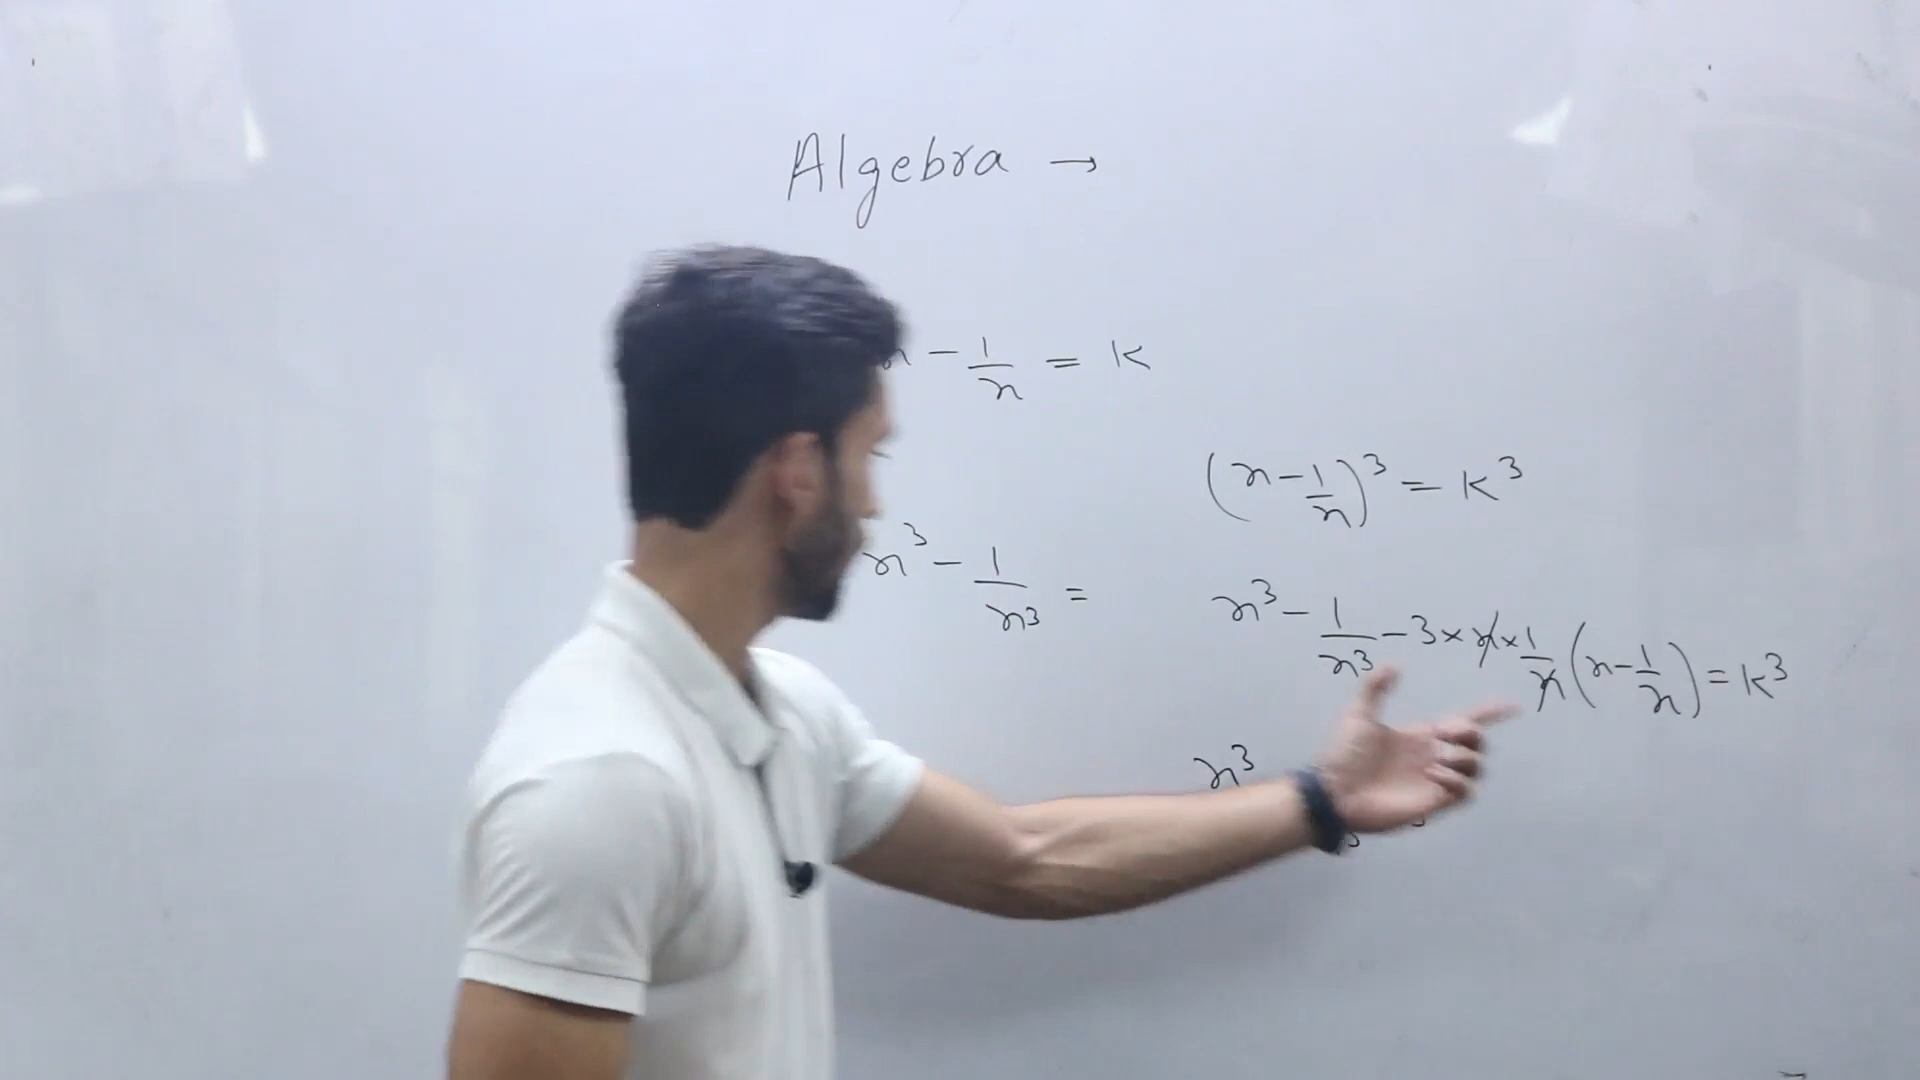 Algebra →
x - 1/x = K
(x - 1/x)³ = K³
x³ - 1/x³ =
x³ - 1/x³ - 3 × x × 1/x (x - 1/x) = K³
x³